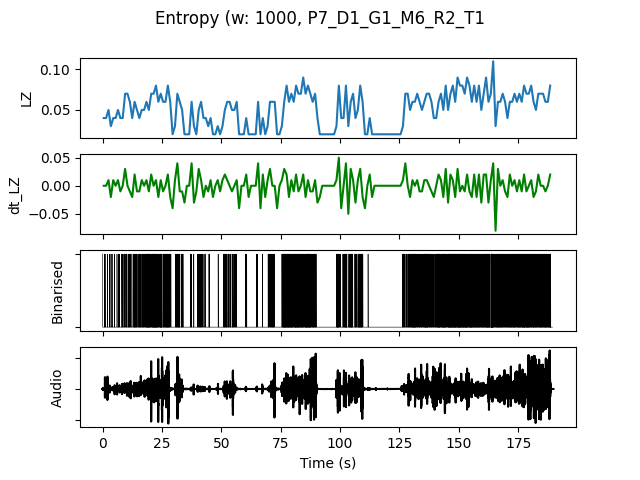 Entropy (w: 1000, P7_D1_G1_M6_R2_T1
LZ
0.10
0.05
dt_LZ
0.05
0.00
−0.05
Binarised
Audio
0 25 50 75 100 125 150 175
Time (s)